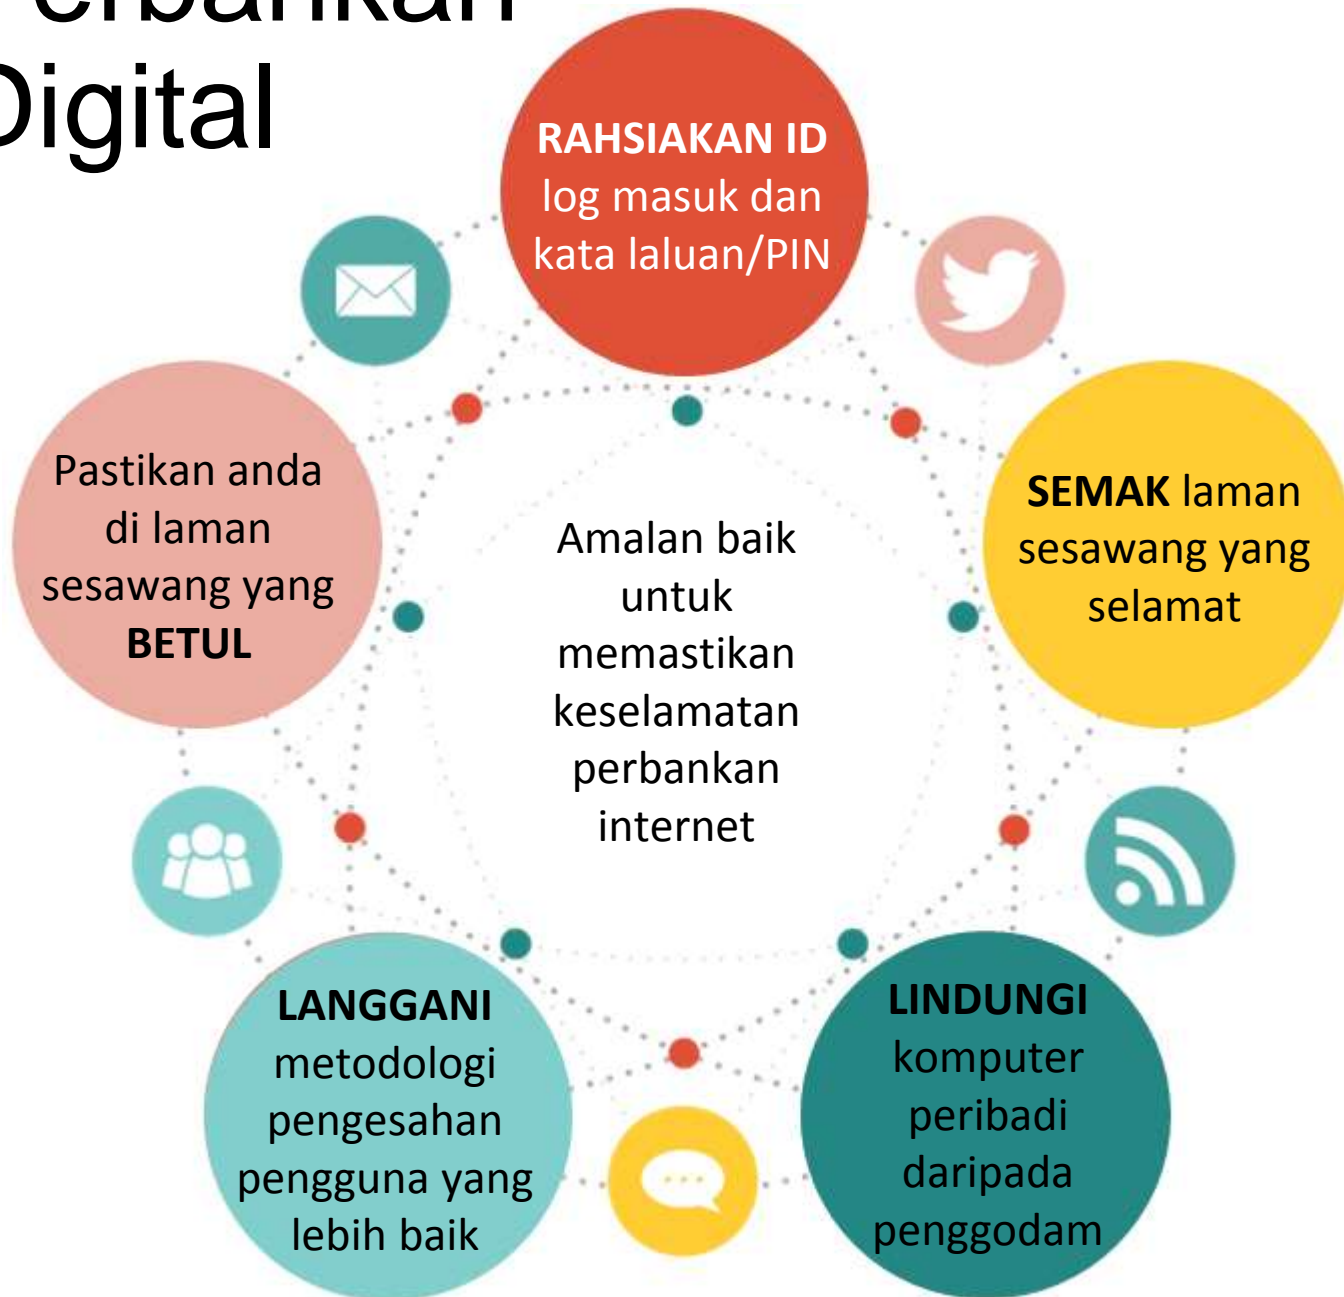 erbankan
Digital
RAHSIAKAN ID
log masuk dan
kata laluan/PIN
SEMAK laman
sesawang yang
selamat
LINDUNGI
komputer
peribadi
daripada
penggodam
LANGGANI
metodologi
pengesahan
pengguna yang
lebih baik
Pastikan anda
di laman
sesawang yang
BETUL
Amalan baik
untuk
memastikan
keselamatan
perbankan
internet